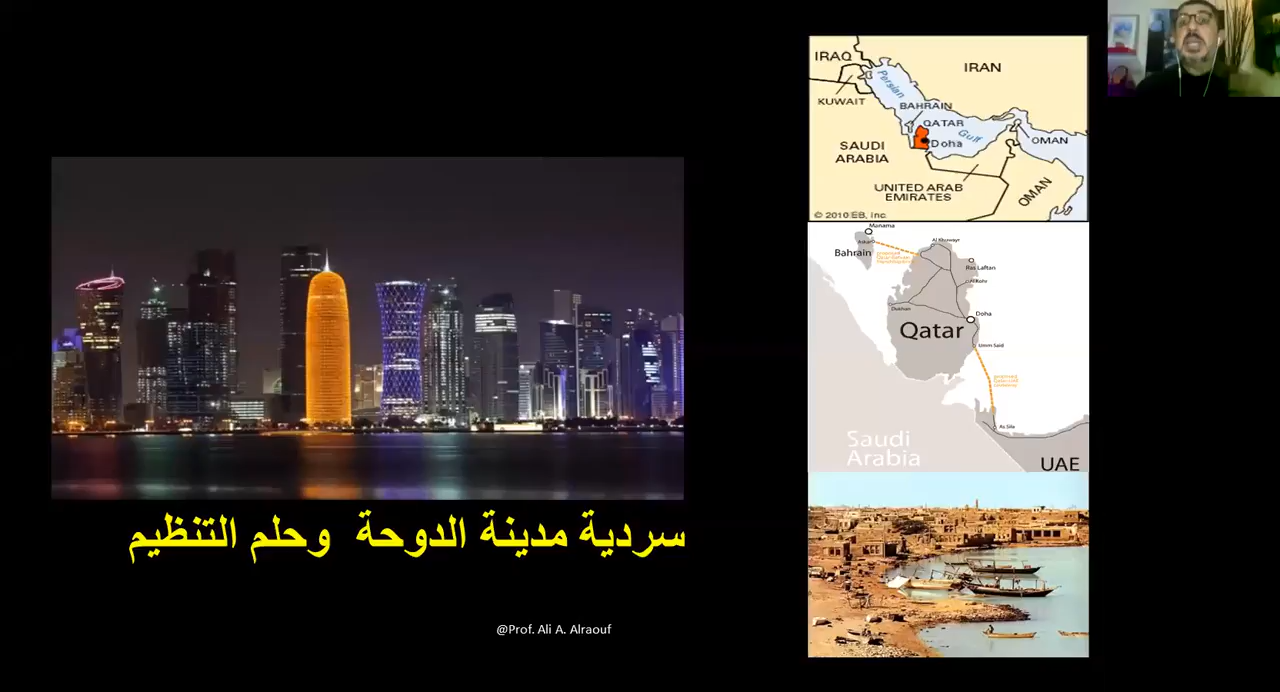 IRAQ
IRAN
KUWAIT
Persian
BAHRAIN
QATAR
Gulf
Doha
OMAN
SAUDI
ARABIA
UNITED ARAB
EMIRATES
OMAN
© 2010 EB, inc.
Manama
Askar
Al Khuwayr
Bahrain
Ras Laffan
Al Khor
Dukhan
Doha
Qatar
Umm Said
As Sila
Saudi
Arabia
UAE
سردية مدينة الدوحة وحلم التنظيم
@Prof. Ali A. Alraouf